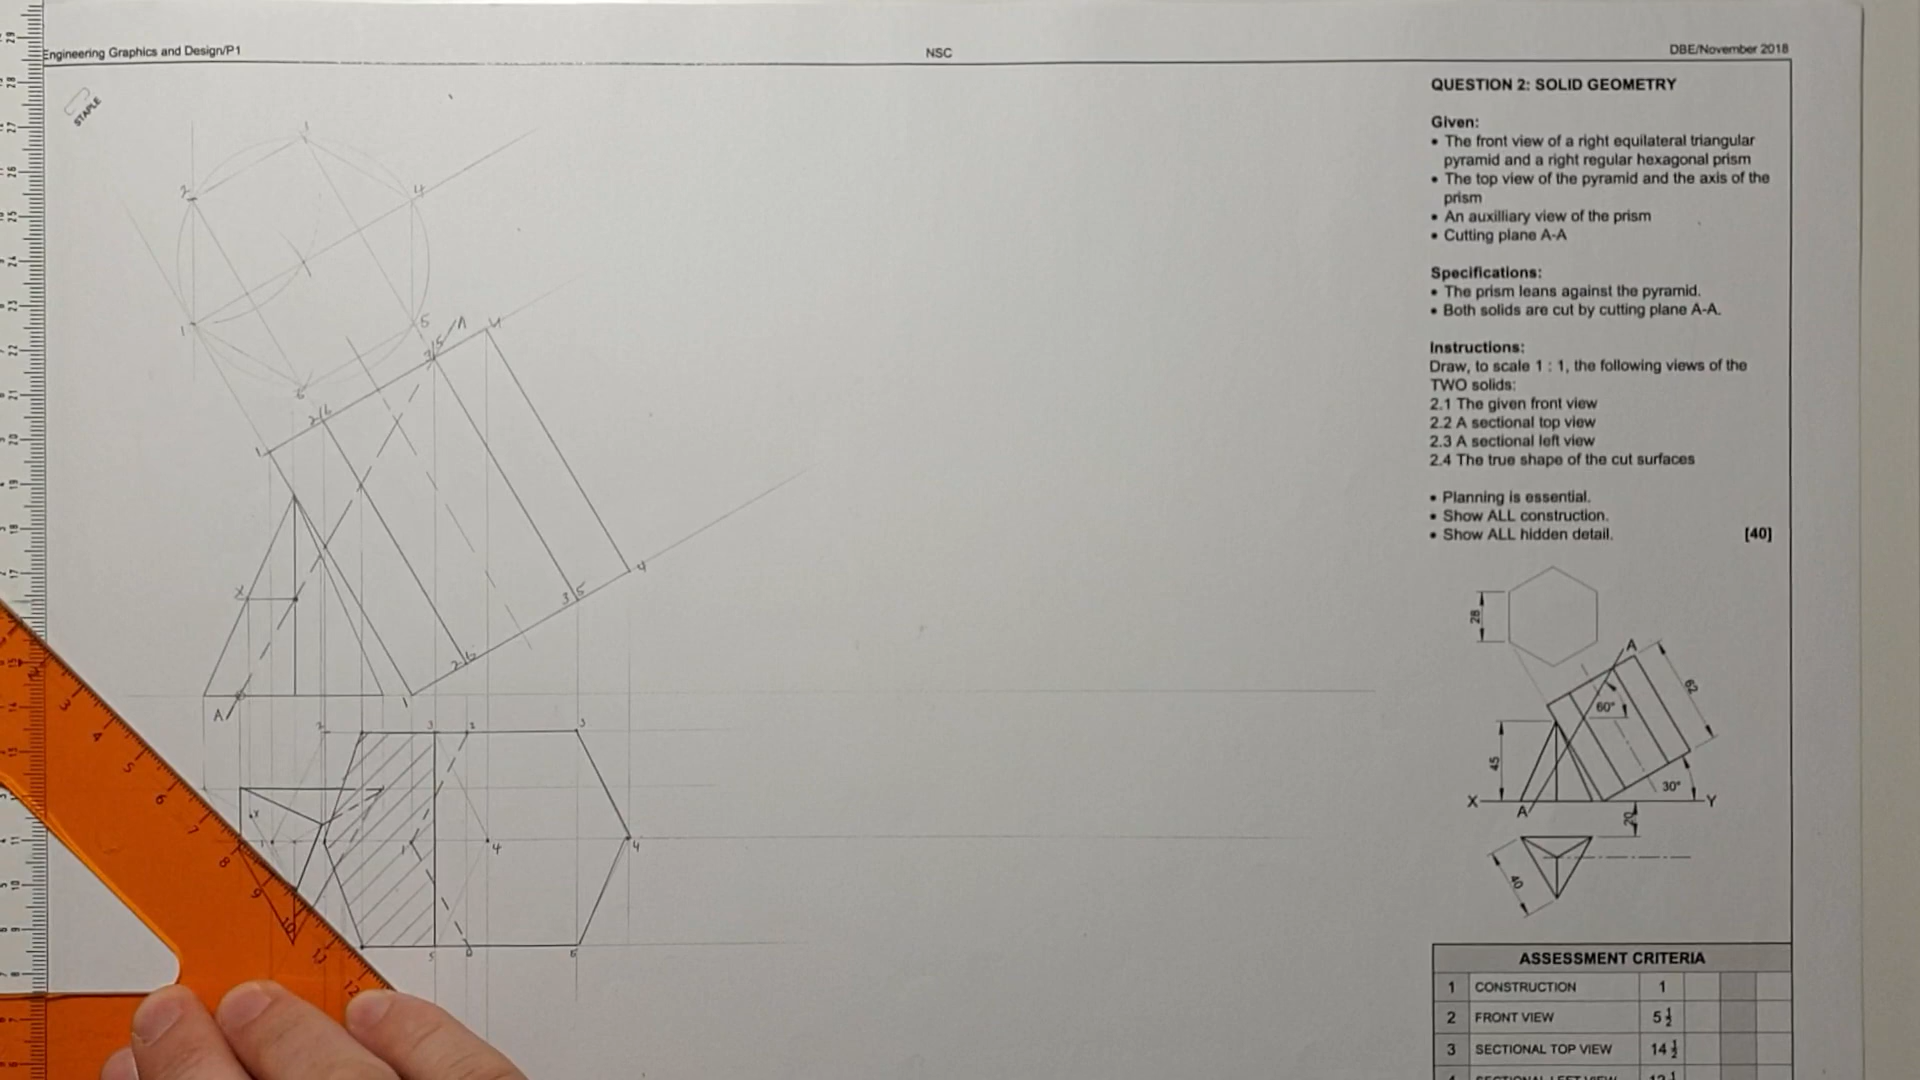 Engineering Graphics and Design/P1
NSC
DBE/November 2018
STAPLE
QUESTION 2: SOLID GEOMETRY
Given:
• The front view of a right equilateral triangular
pyramid and a right regular hexagonal prism
• The top view of the pyramid and the axis of the
prism
• An auxilliary view of the prism
• Cutting plane A-A
Specifications:
• The prism leans against the pyramid.
• Both solids are cut by cutting plane A-A.
Instructions:
Draw, to scale 1 : 1, the following views of the
TWO solids:
2.1 The given front view
2.2 A sectional top view
2.3 A sectional left view
2.4 The true shape of the cut surfaces
• Planning is essential.
• Show ALL construction.
• Show ALL hidden detail.
[40]
28
A
62
60°
45
30°
X
A
Y
20
40
ASSESSMENT CRITERIA
1 CONSTRUCTION 1
2 FRONT VIEW 5 1/2
3 SECTIONAL TOP VIEW 14 1/2